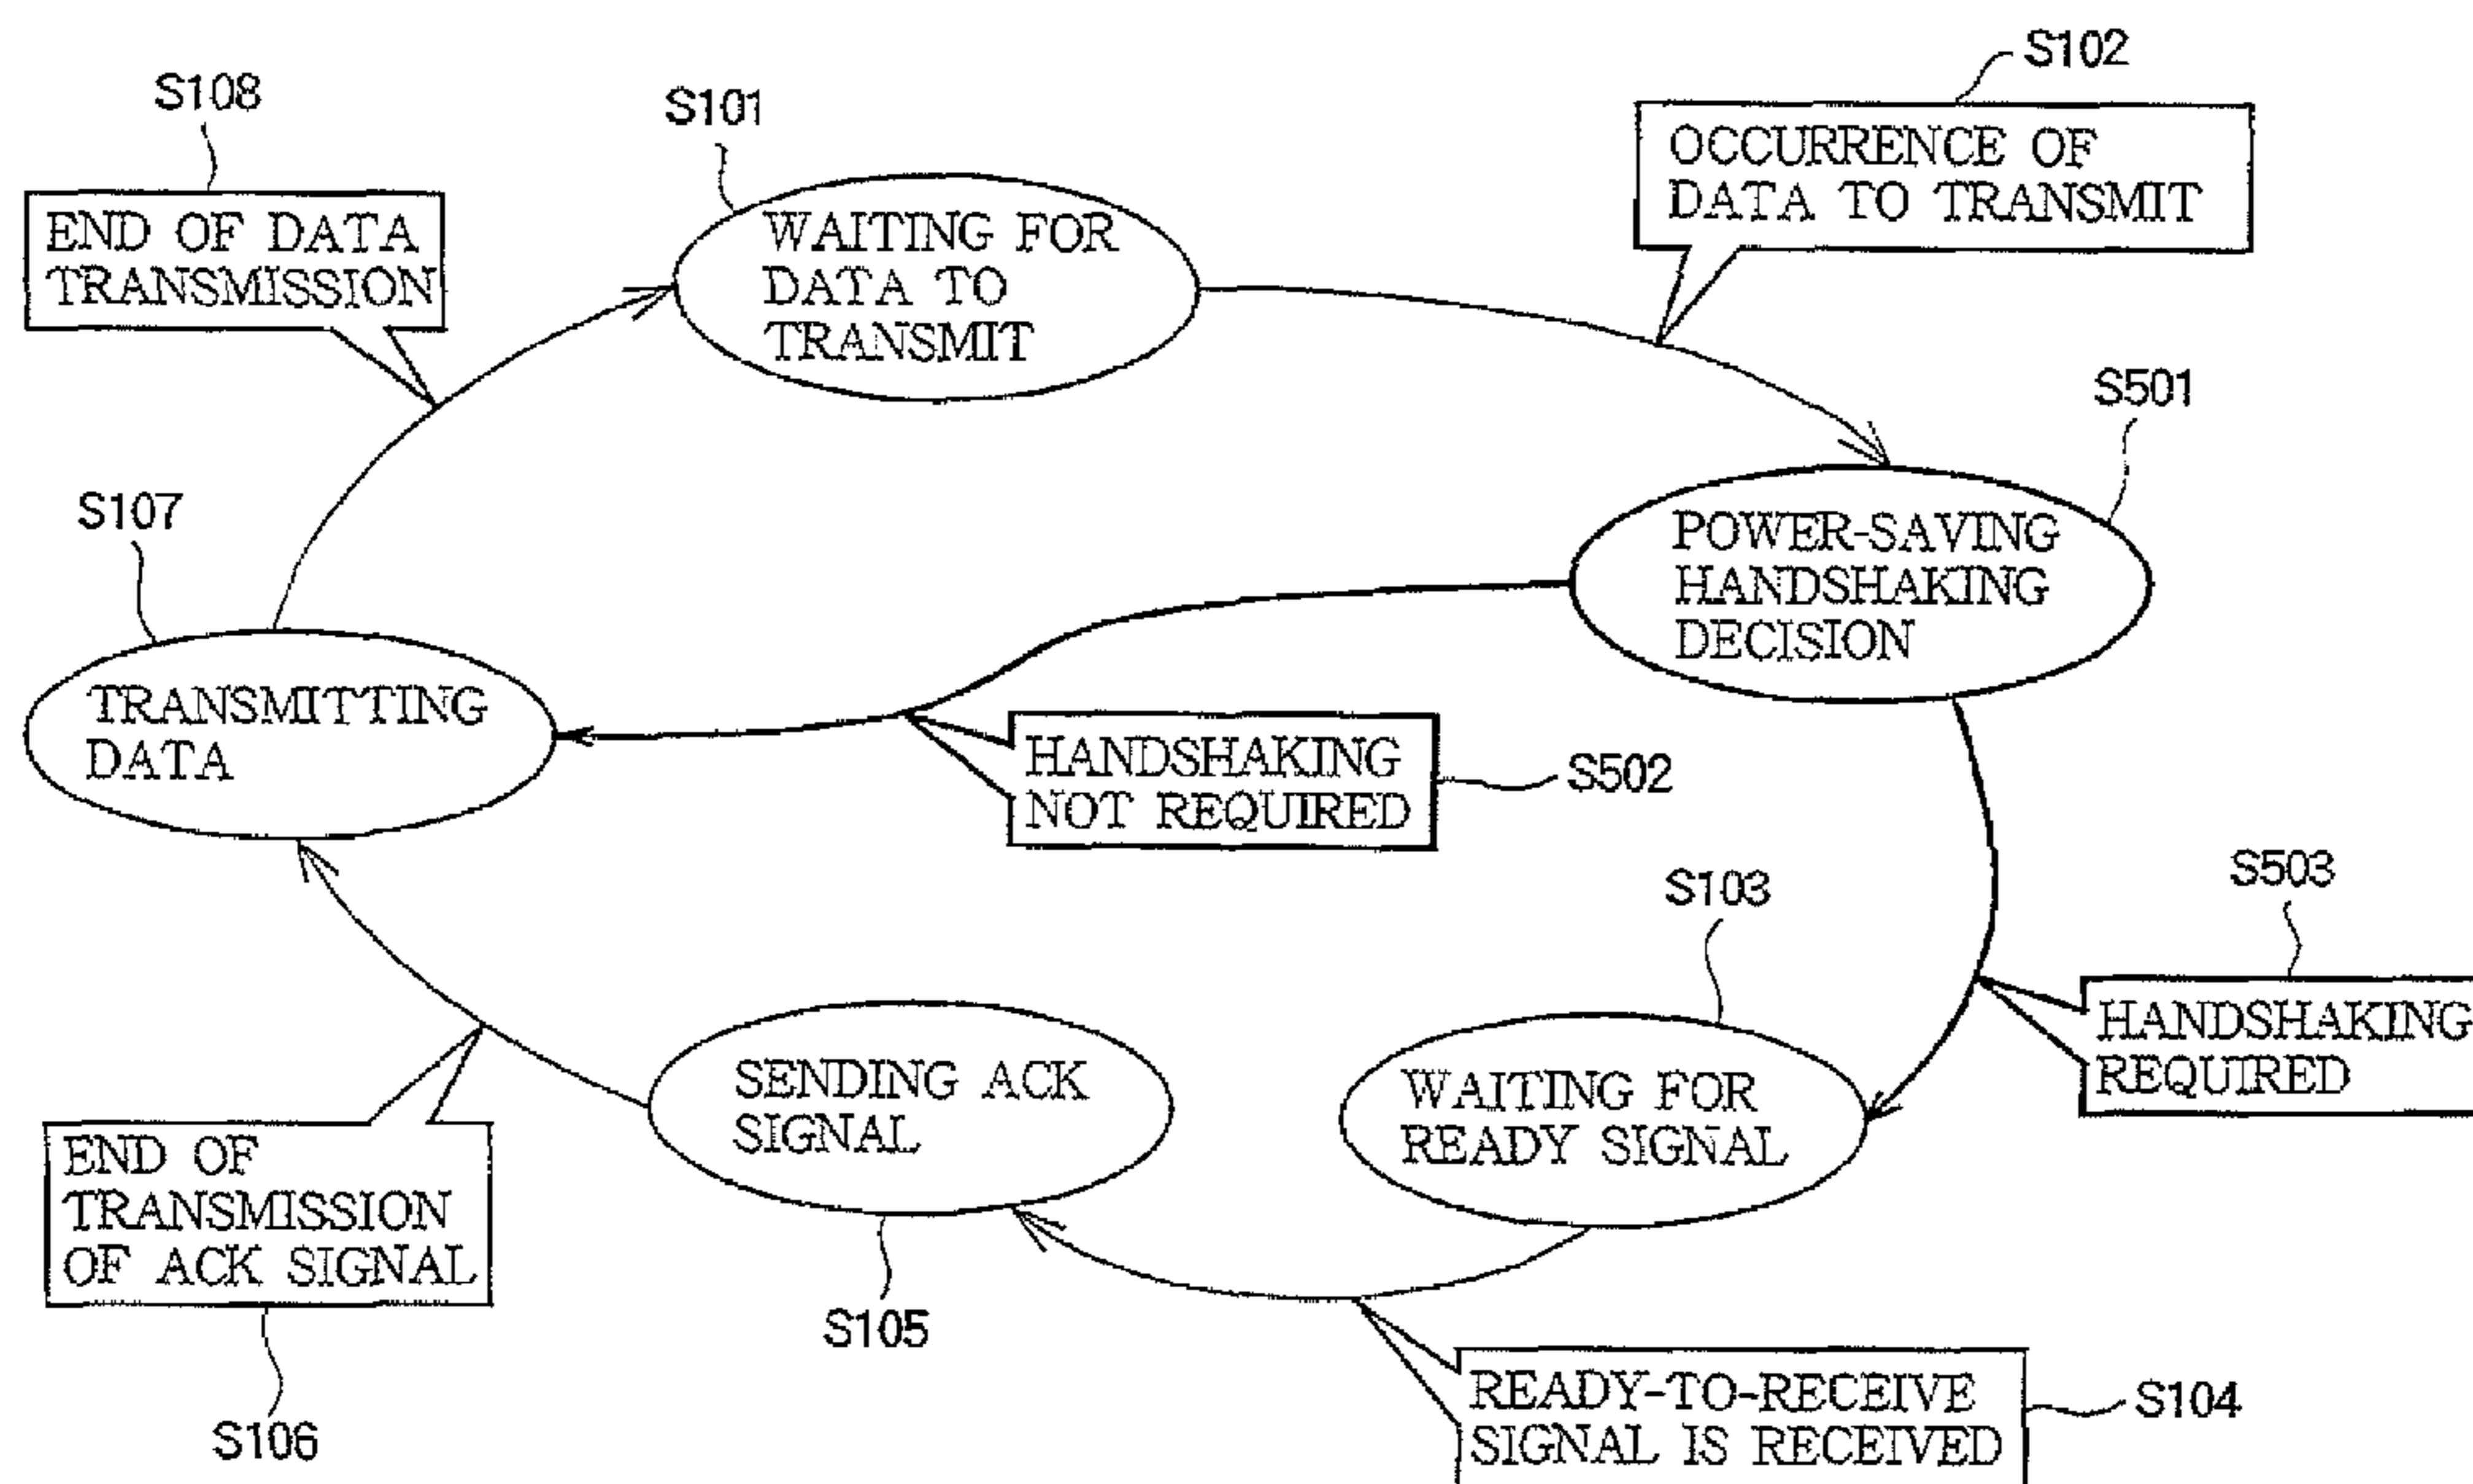 S108
S101
S102
END OF DATA
TRANSMISSION
WAITING FOR
DATA TO
TRANSMIT
OCCURRENCE OF
DATA TO TRANSMIT
S501
S107
POWER-SAVING
HANDSHAKING
DECISION
TRANSMITTING
DATA
HANDSHAKING
NOT REQUIRED
S502
S103
S503
HANDSHAKING
REQUIRED
SENDING ACK
SIGNAL
WAITING FOR
READY SIGNAL
END OF
TRANSMISSION
OF ACK SIGNAL
S105
S106
READY-TO-RECEIVE
SIGNAL IS RECEIVED
S104